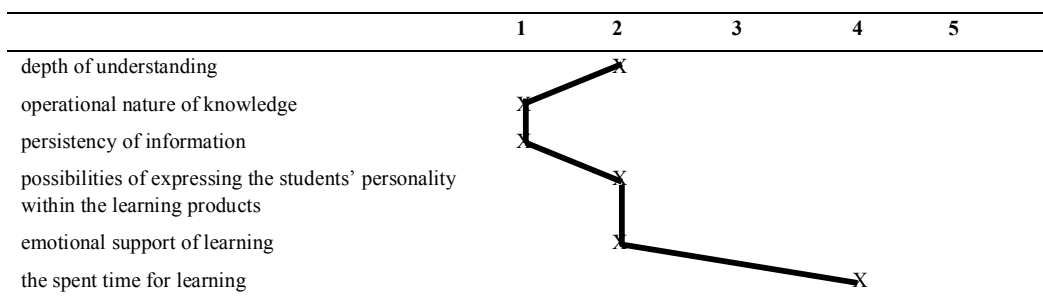 1 2 3 4 5
depth of understanding X
operational nature of knowledge X
persistency of information X
possibilities of expressing the students’ personality X
within the learning products
emotional support of learning X
the spent time for learning X